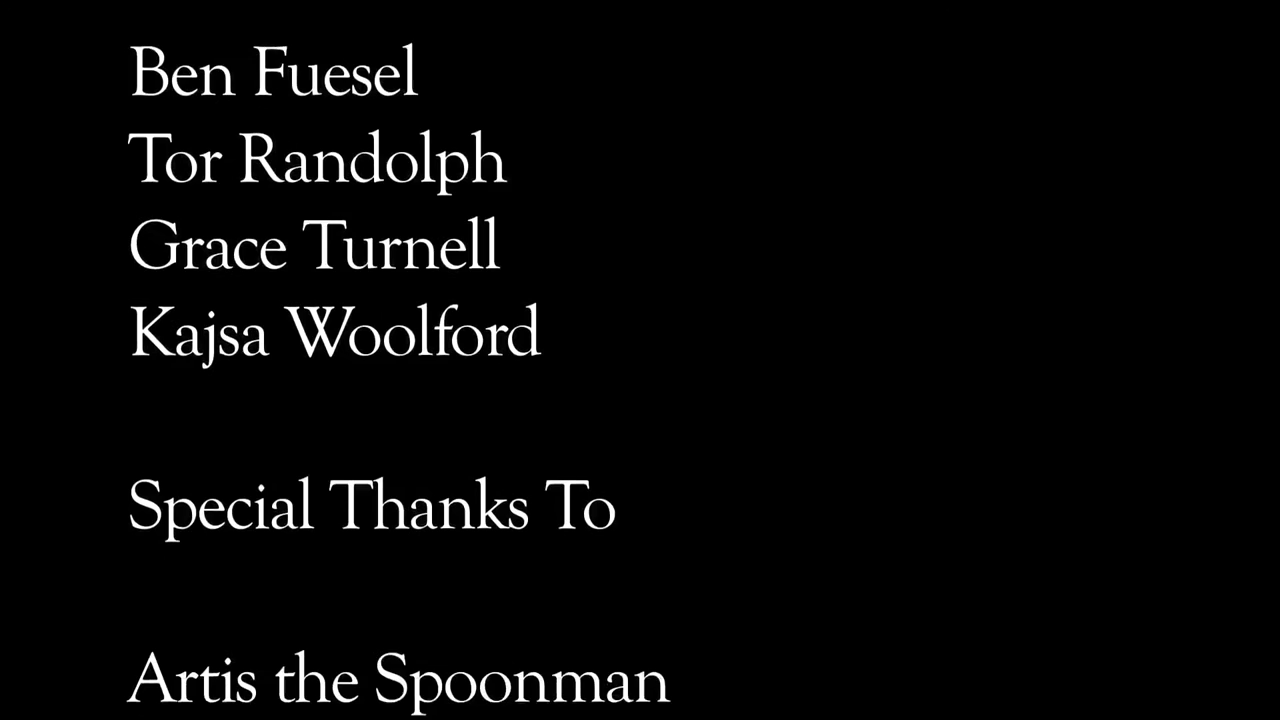 Ben Fuesel
Tor Randolph
Grace Turnell
Kajsa Woolford
Special Thanks To
Artis the Spoonman